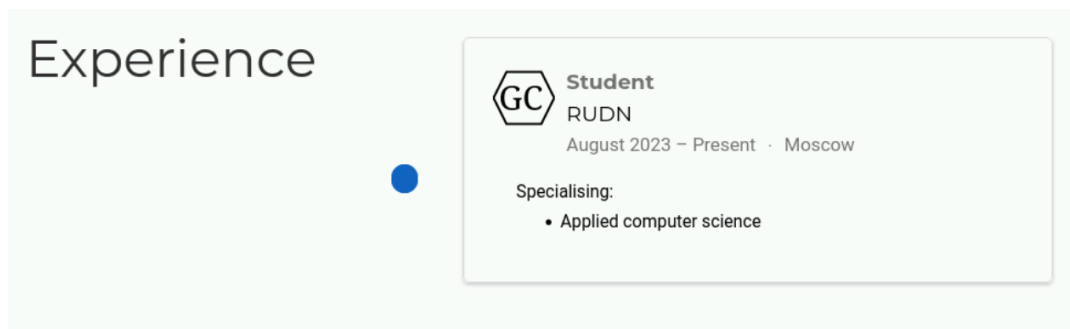 Experience
GC
Student
RUDN
August 2023 – Present · Moscow
Specialising:
• Applied computer science